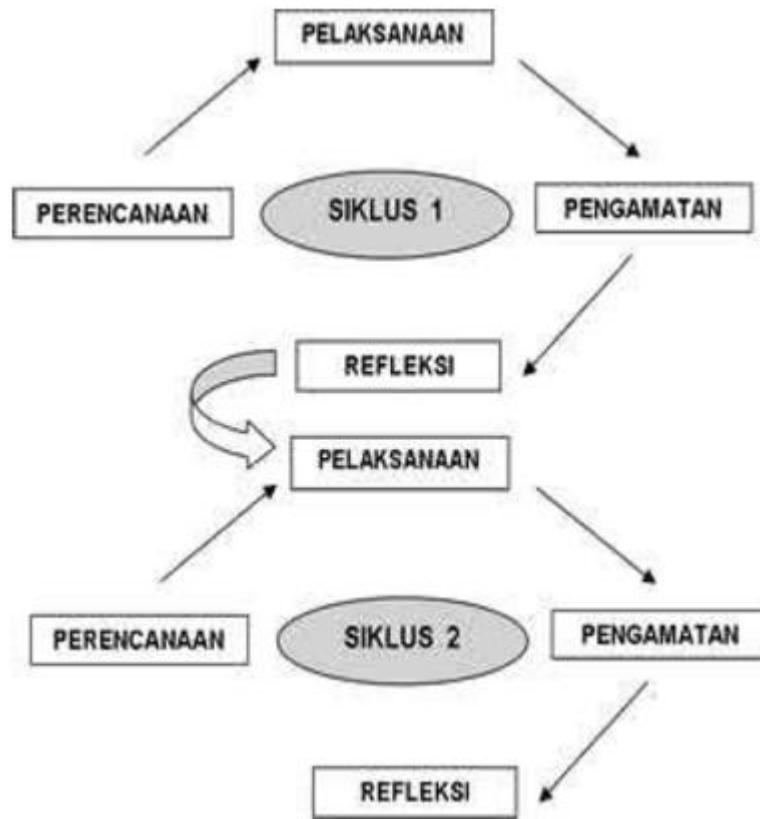 PELAKSANAAN
PERENCANAAN
SIKLUS 1
PENGAMATAN
REFLEKSI
PELAKSANAAN
PERENCANAAN
SIKLUS 2
PENGAMATAN
REFLEKSI